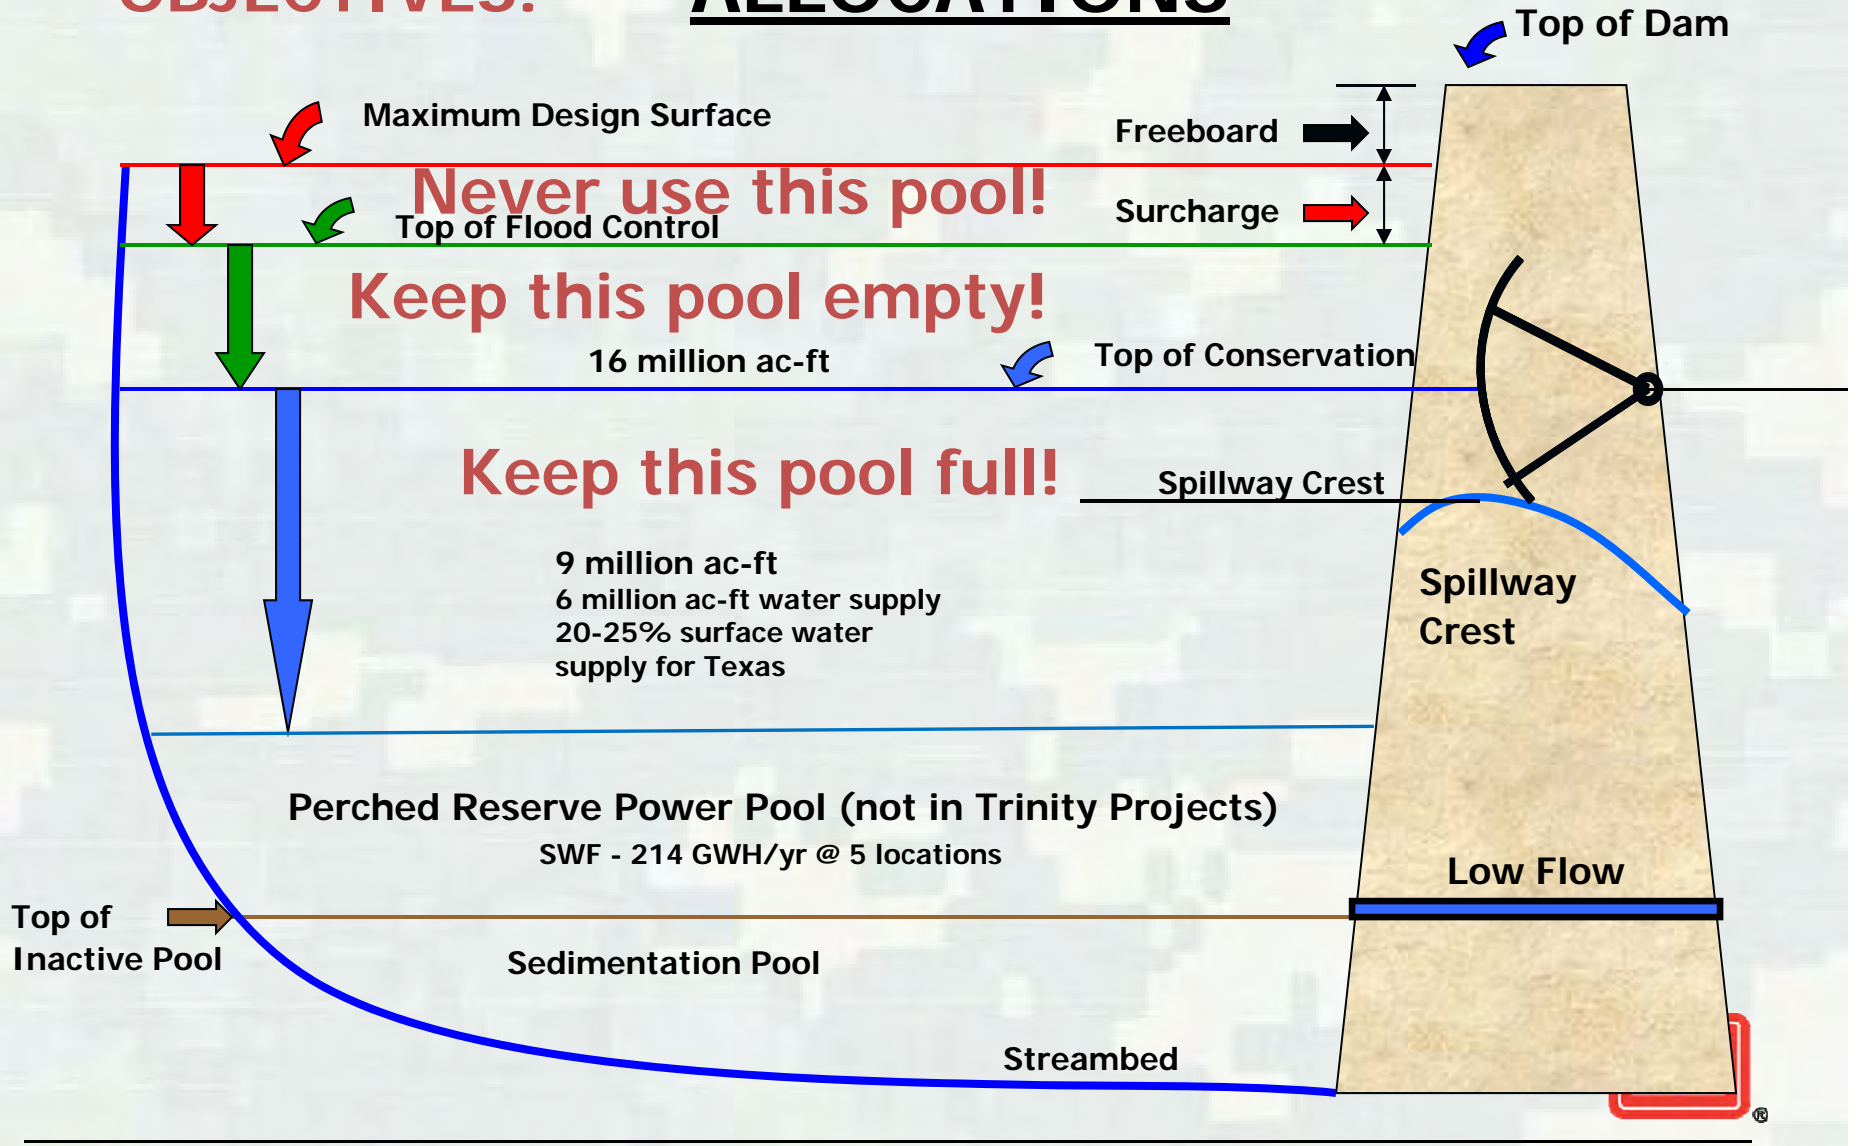 OBJECTIVES:
ALLOCATIONS
Top of Dam
Maximum Design Surface
Freeboard
Never use this pool!
Surcharge
Top of Flood Control
Keep this pool empty!
16 million ac-ft
Top of Conservation
Keep this pool full!
Spillway Crest
9 million ac-ft
6 million ac-ft water supply
20-25% surface water
supply for Texas
Spillway
Crest
Perched Reserve Power Pool (not in Trinity Projects)
SWF - 214 GWH/yr @ 5 locations
Low Flow
Top of
Inactive Pool
Sedimentation Pool
Streambed
®